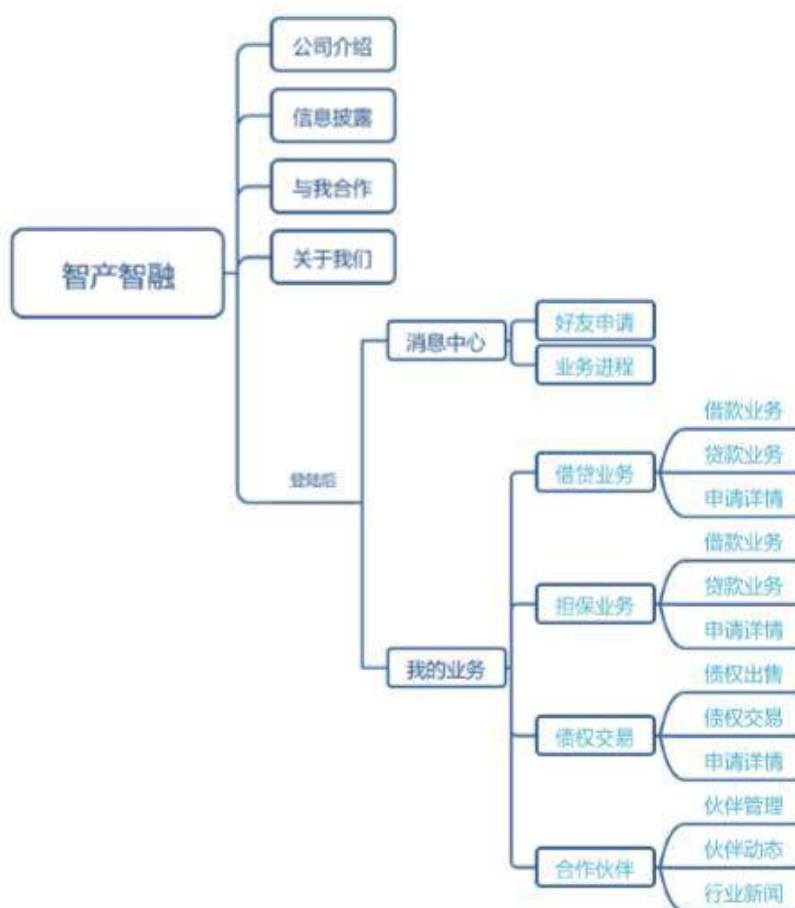 公司介绍
信息披露
与我合作
智产智融
关于我们
消息中心
好友申请
业务进程
登陆后
我的业务
借贷业务
借款业务
贷款业务
申请详情
担保业务
借款业务
贷款业务
申请详情
债权交易
债权出售
债权交易
申请详情
合作伙伴
伙伴管理
伙伴动态
行业新闻